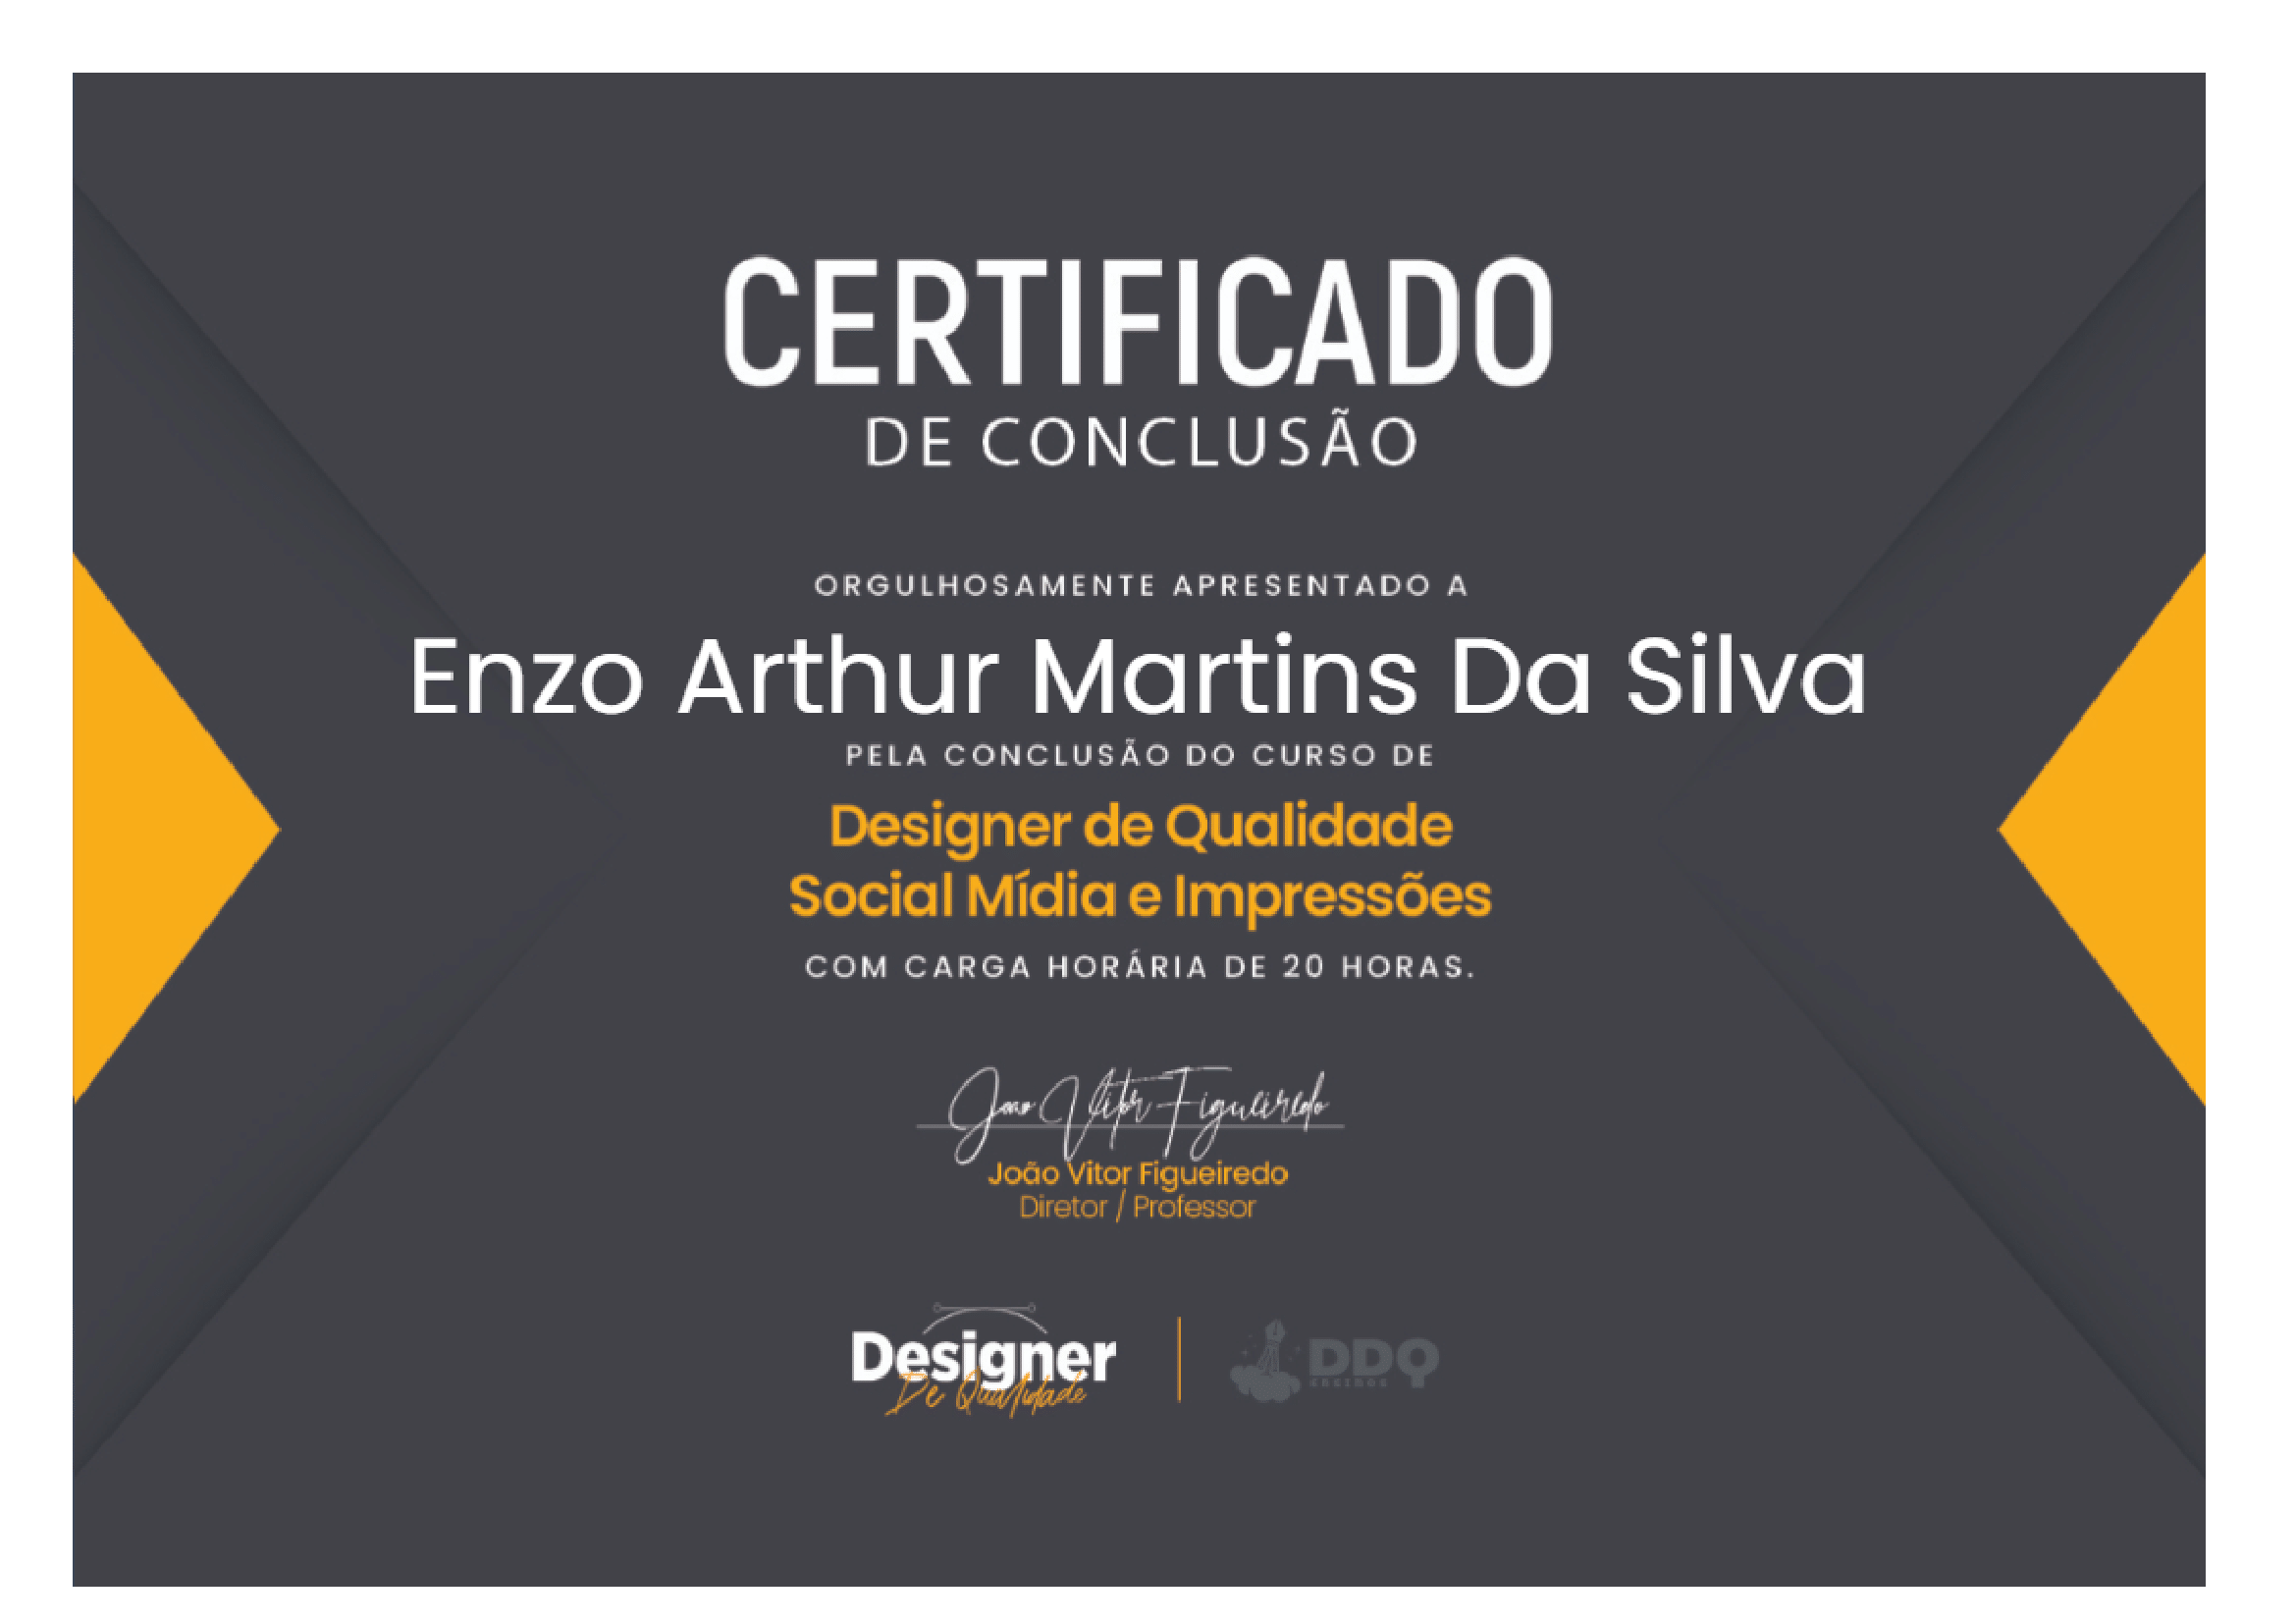 CERTIFICADO
DE CONCLUSÃO
ORGULHOSAMENTE APRESENTADO A
Enzo Arthur Martins Da Silva
PELA CONCLUSÃO DO CURSO DE
Designer de Qualidade
Social Mídia e Impressões
COM CARGA HORÁRIA DE 20 HORAS.
Joao Vitor Figueiredo
João Vitor Figueiredo
Diretor / Professor
Designer
De Qualidade
DDQ